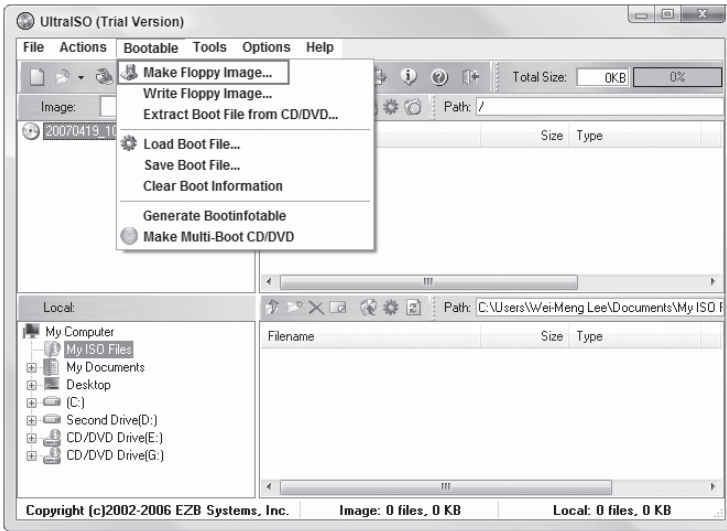 UltraISO (Trial Version)
File Actions Bootable Tools Options Help
Make Floppy Image...
Write Floppy Image...
Extract Boot File from CD/DVD...
Load Boot File...
Save Boot File...
Clear Boot Information
Generate Bootinfotable
Make Multi-Boot CD/DVD
Total Size: 0KB 0%
Image: Path: /
20070419_10
Size Type
Local: Path: C:\Users\Wei-Meng Lee\Documents\My ISO F
My Computer
My ISO Files
My Documents
Desktop
(C:)
Second Drive(D:)
CD/DVD Drive(E:)
CD/DVD Drive(G:)
Filename Size Type
Copyright (c)2002-2006 EZB Systems, Inc. Image: 0 files, 0 KB Local: 0 files, 0 KB